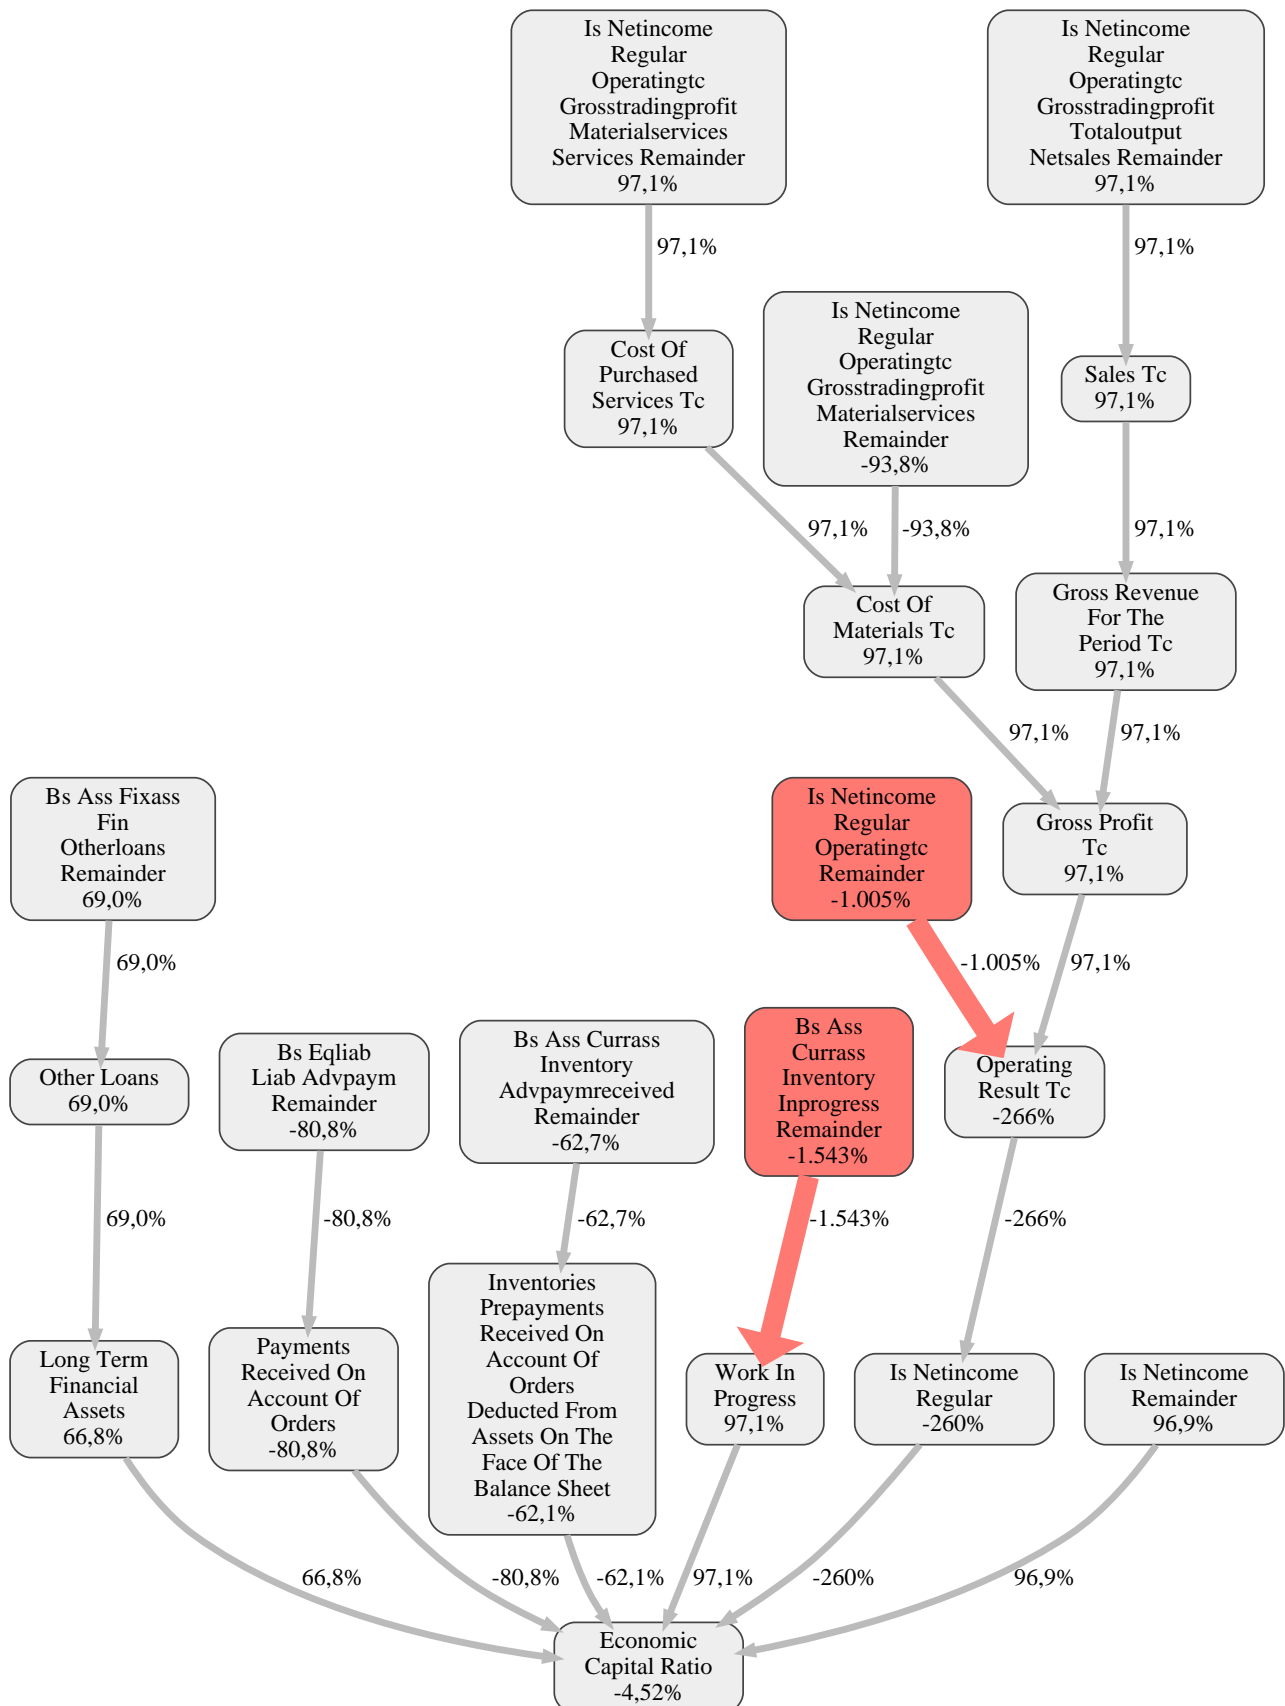 Is Netincome
Regular
Operatingtc
Grosstradingprofit
Materialservices
Services Remainder
97,1%
Is Netincome
Regular
Operatingtc
Grosstradingprofit
Totaloutput
Netsales Remainder
97,1%
97,1%
97,1%
Is Netincome
Regular
Operatingtc
Grosstradingprofit
Materialservices
Remainder
-93,8%
Cost Of
Purchased
Services Tc
97,1%
Sales Tc
97,1%
97,1%
-93,8%
97,1%
Cost Of
Materials Tc
97,1%
Gross Revenue
For The
Period Tc
97,1%
97,1%
97,1%
Bs Ass Fixass
Fin
Otherloans
Remainder
69,0%
Is Netincome
Regular
Operatingtc
Remainder
-1.005%
Gross Profit
Tc
97,1%
69,0%
-1.005%
97,1%
Other Loans
69,0%
Bs Eqliab
Liab Advpaym
Remainder
-80,8%
Bs Ass Currass
Inventory
Advpaymreceived
Remainder
-62,7%
Bs Ass
Currass
Inventory
Inprogress
Remainder
-1.543%
Operating
Result Tc
-266%
69,0%
-80,8%
-62,7%
-1.543%
-266%
Long Term
Financial
Assets
66,8%
Payments
Received On
Account Of
Orders
-80,8%
Inventories
Prepayments
Received On
Account Of
Orders
Deducted From
Assets On The
Face Of The
Balance Sheet
-62,1%
Work In
Progress
97,1%
Is Netincome
Regular
-260%
Is Netincome
Remainder
96,9%
66,8%
-80,8%
-62,1%
97,1%
-260%
96,9%
Economic
Capital Ratio
-4,52%